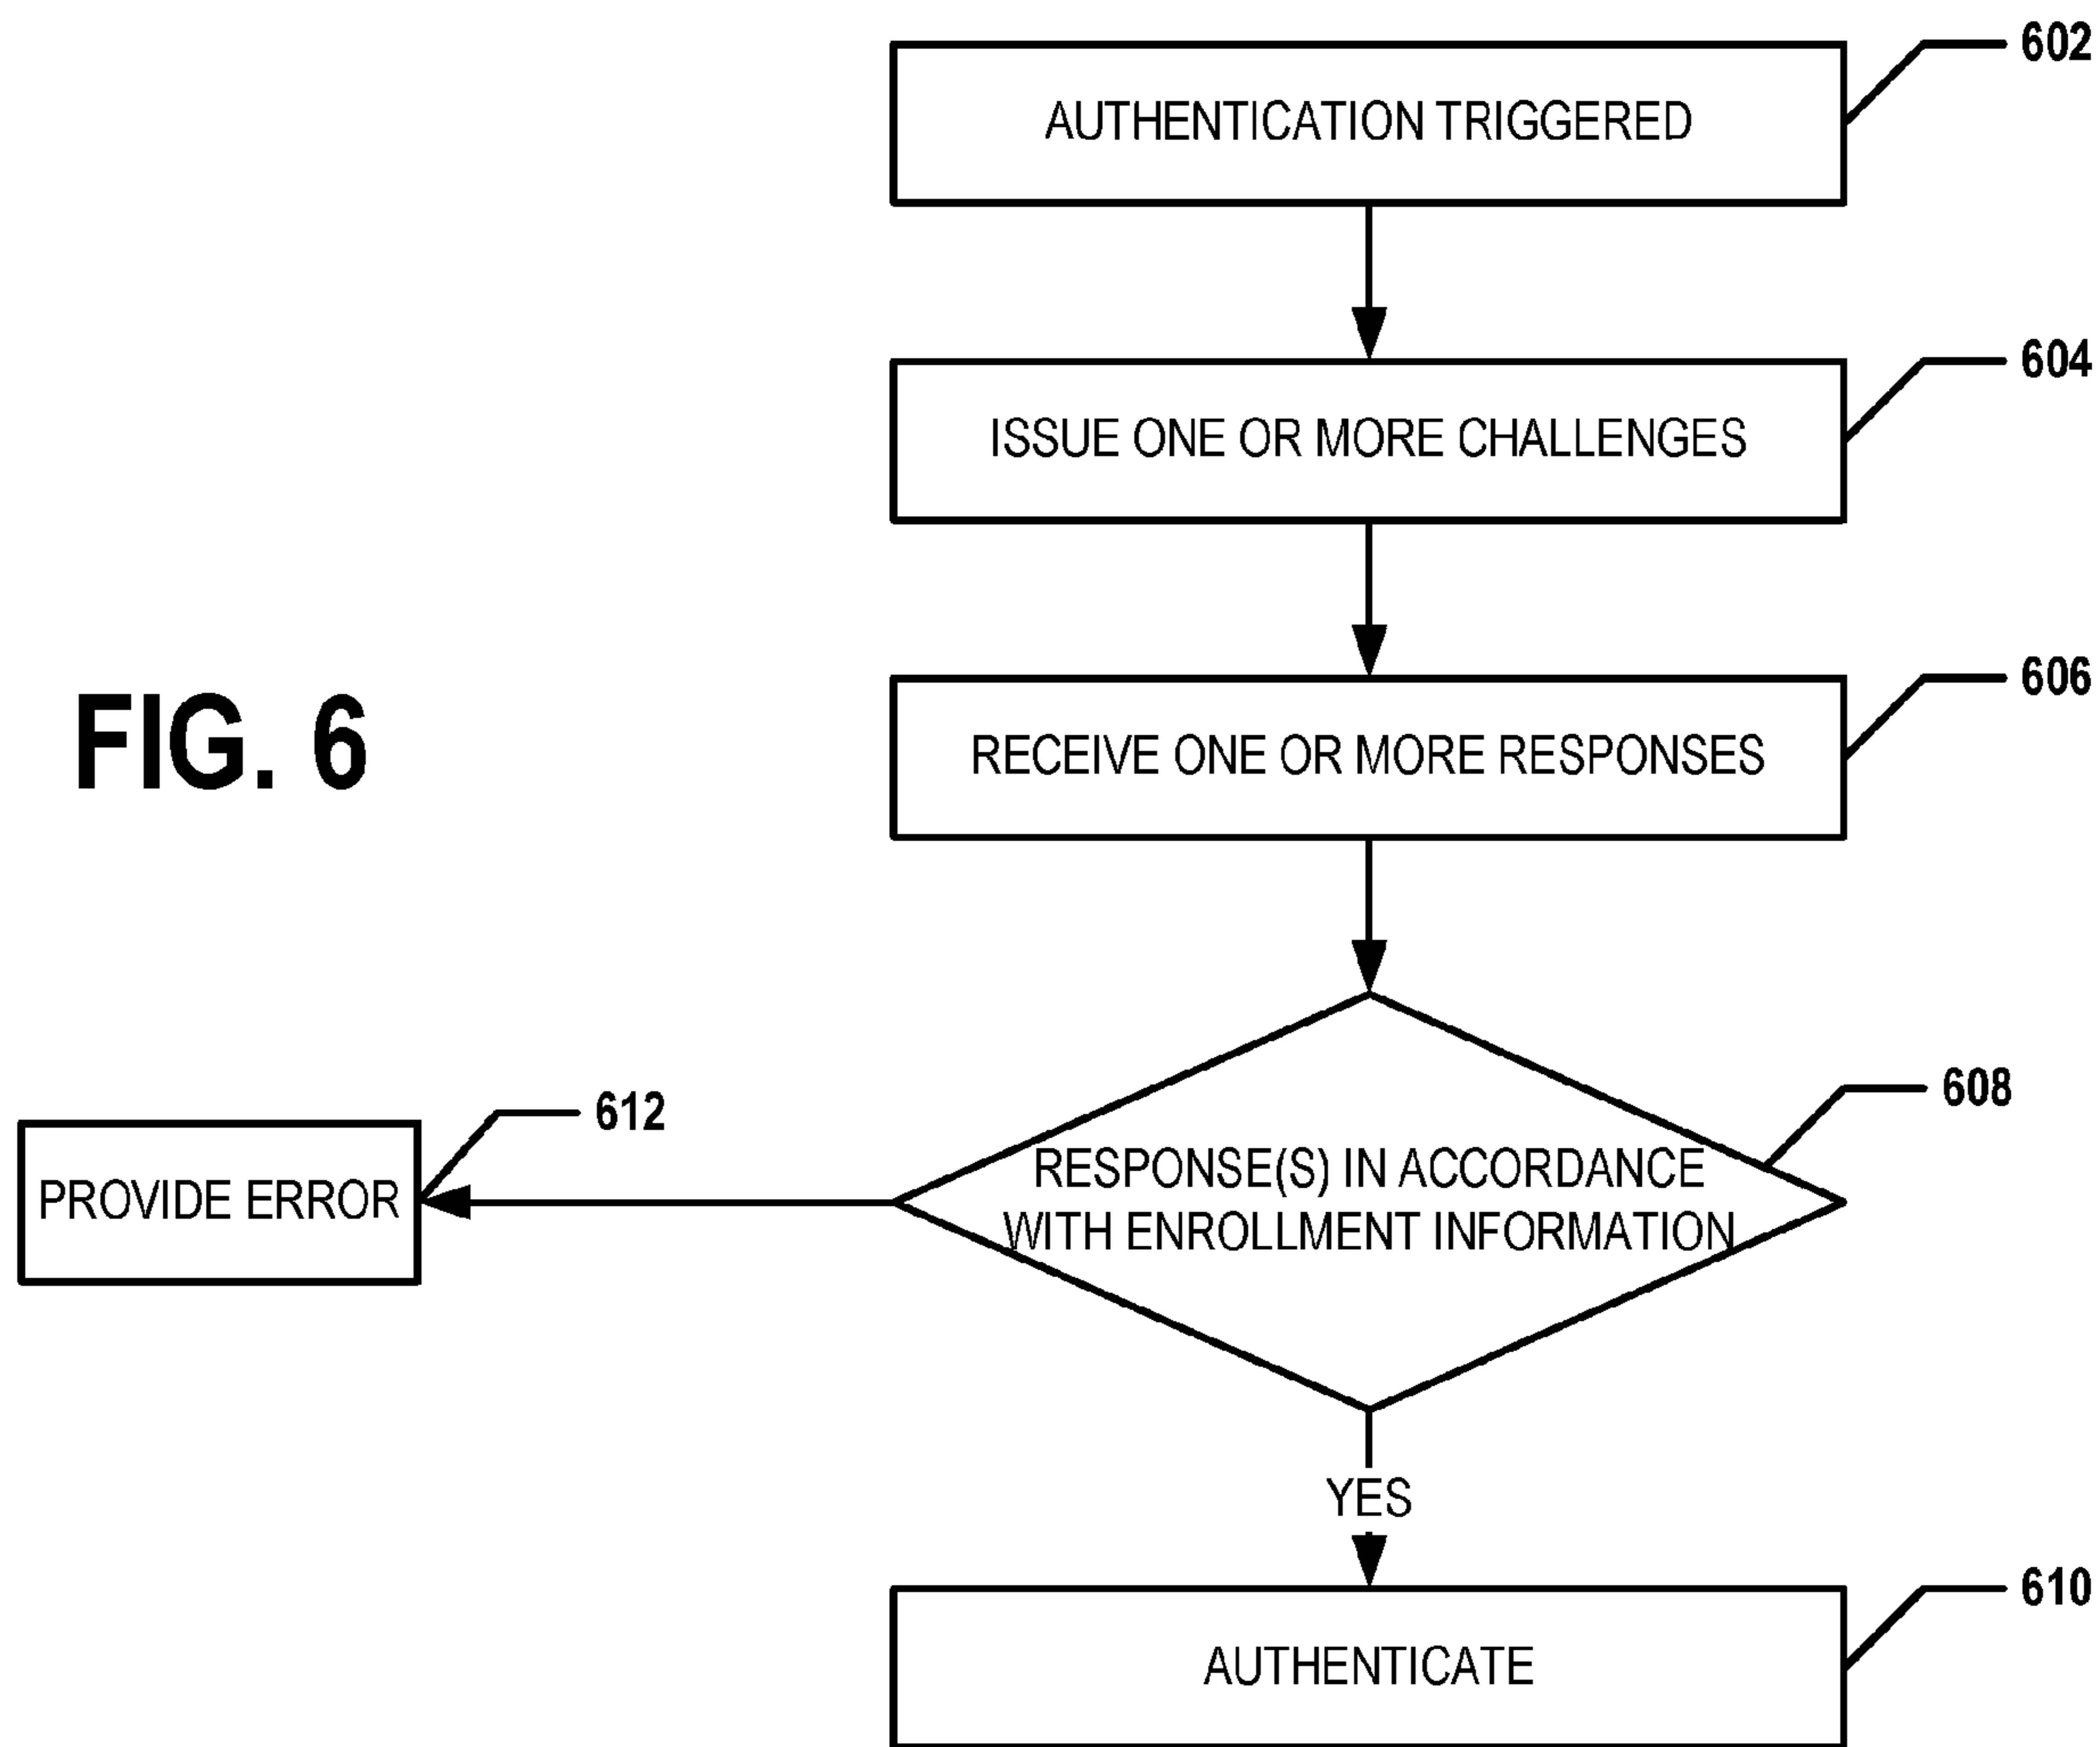 602
AUTHENTICATION TRIGGERED
604
ISSUE ONE OR MORE CHALLENGES
606
RECEIVE ONE OR MORE RESPONSES
FIG. 6
608
RESPONSE(S) IN ACCORDANCE
WITH ENROLLMENT INFORMATION
612
PROVIDE ERROR
YES
610
AUTHENTICATE